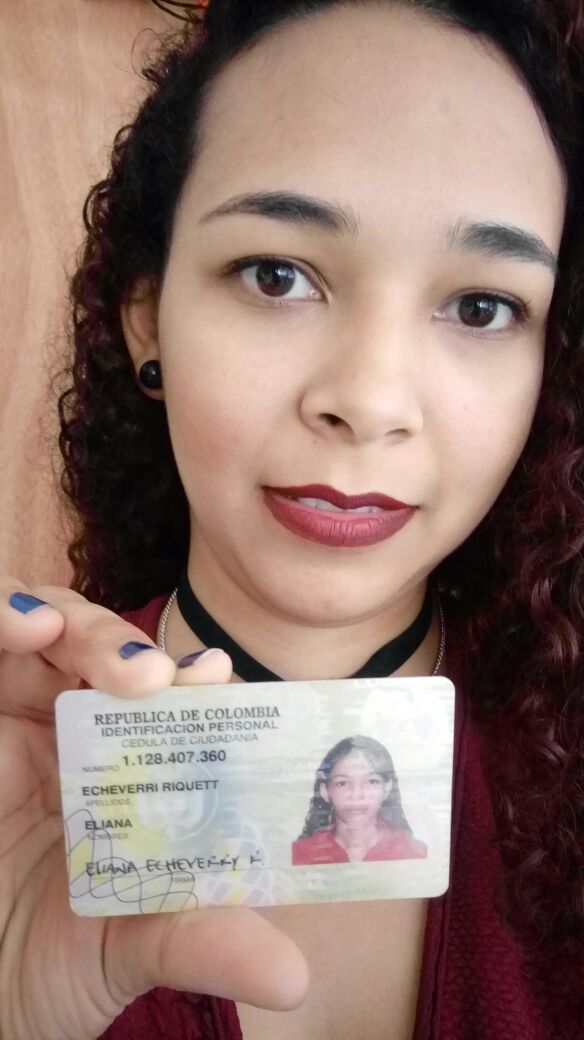 REPUBLICA DE COLOMBIA
IDENTIFICACION PERSONAL
CEDULA DE CIUDADANIA
NUMERO 1.128.407.360
ECHEVERRI RIQUETT
APELLIDOS
ELIANA
NOMBRES
ELIANA ECHEVERRY R.
FIRMA